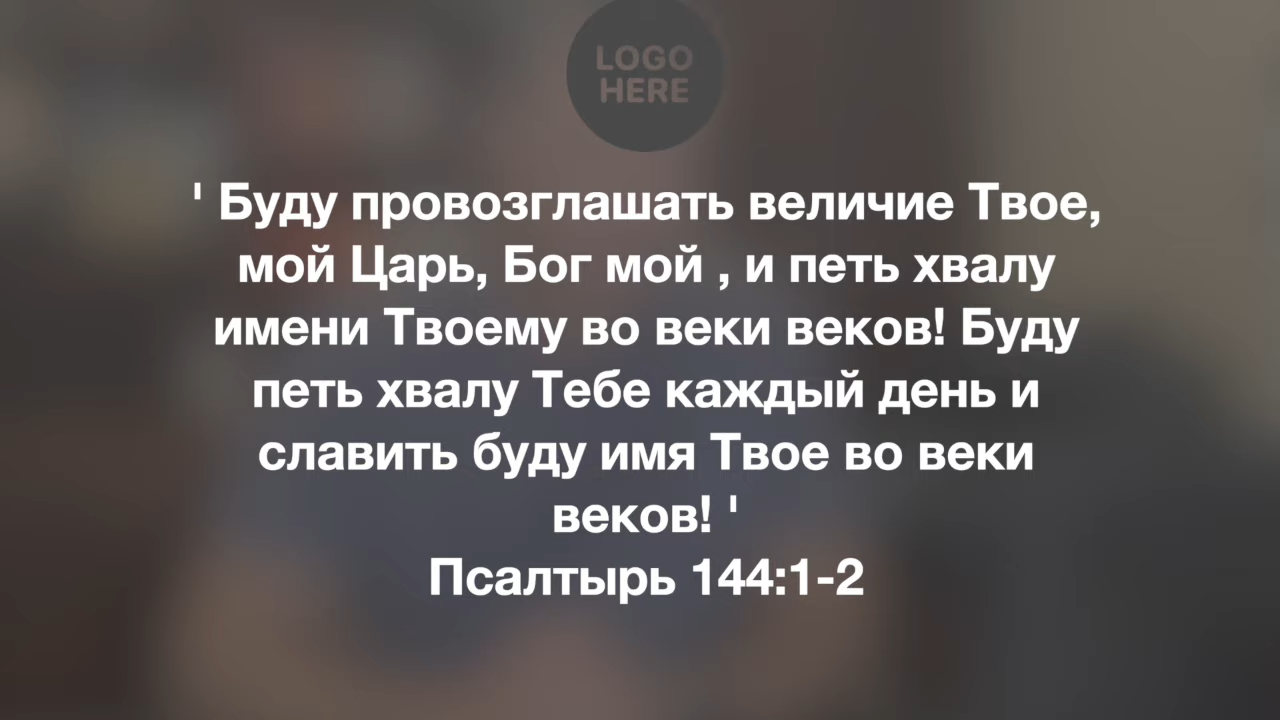 LOGO
HERE
' Буду провозглашать величие Твое,
мой Царь, Бог мой , и петь хвалу
имени Твоему во веки веков! Буду
петь хвалу Тебе каждый день и
славить буду имя Твое во веки
веков! '
Псалтырь 144:1-2